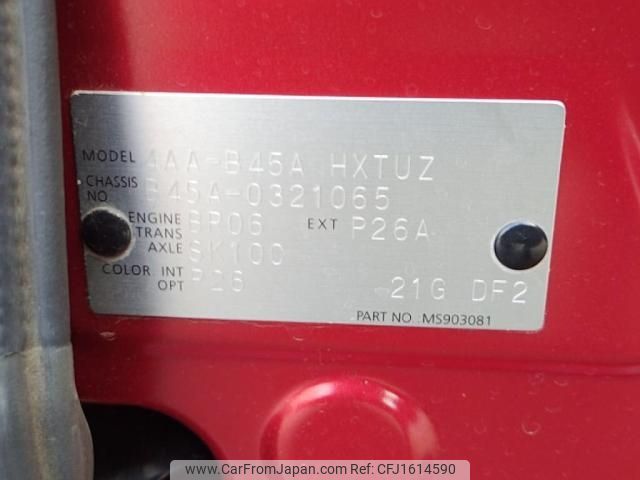 MODEL 4AA-B45A HXTUZ
CHASSIS NO. B45A-0321065
ENGINE BR06 EXT P26A
TRANS AXLE SK100
COLOR INT P26
OPT 21G DF2
PART NO. MS903081
www.CarFromJapan.com REF No: CFJ1614590